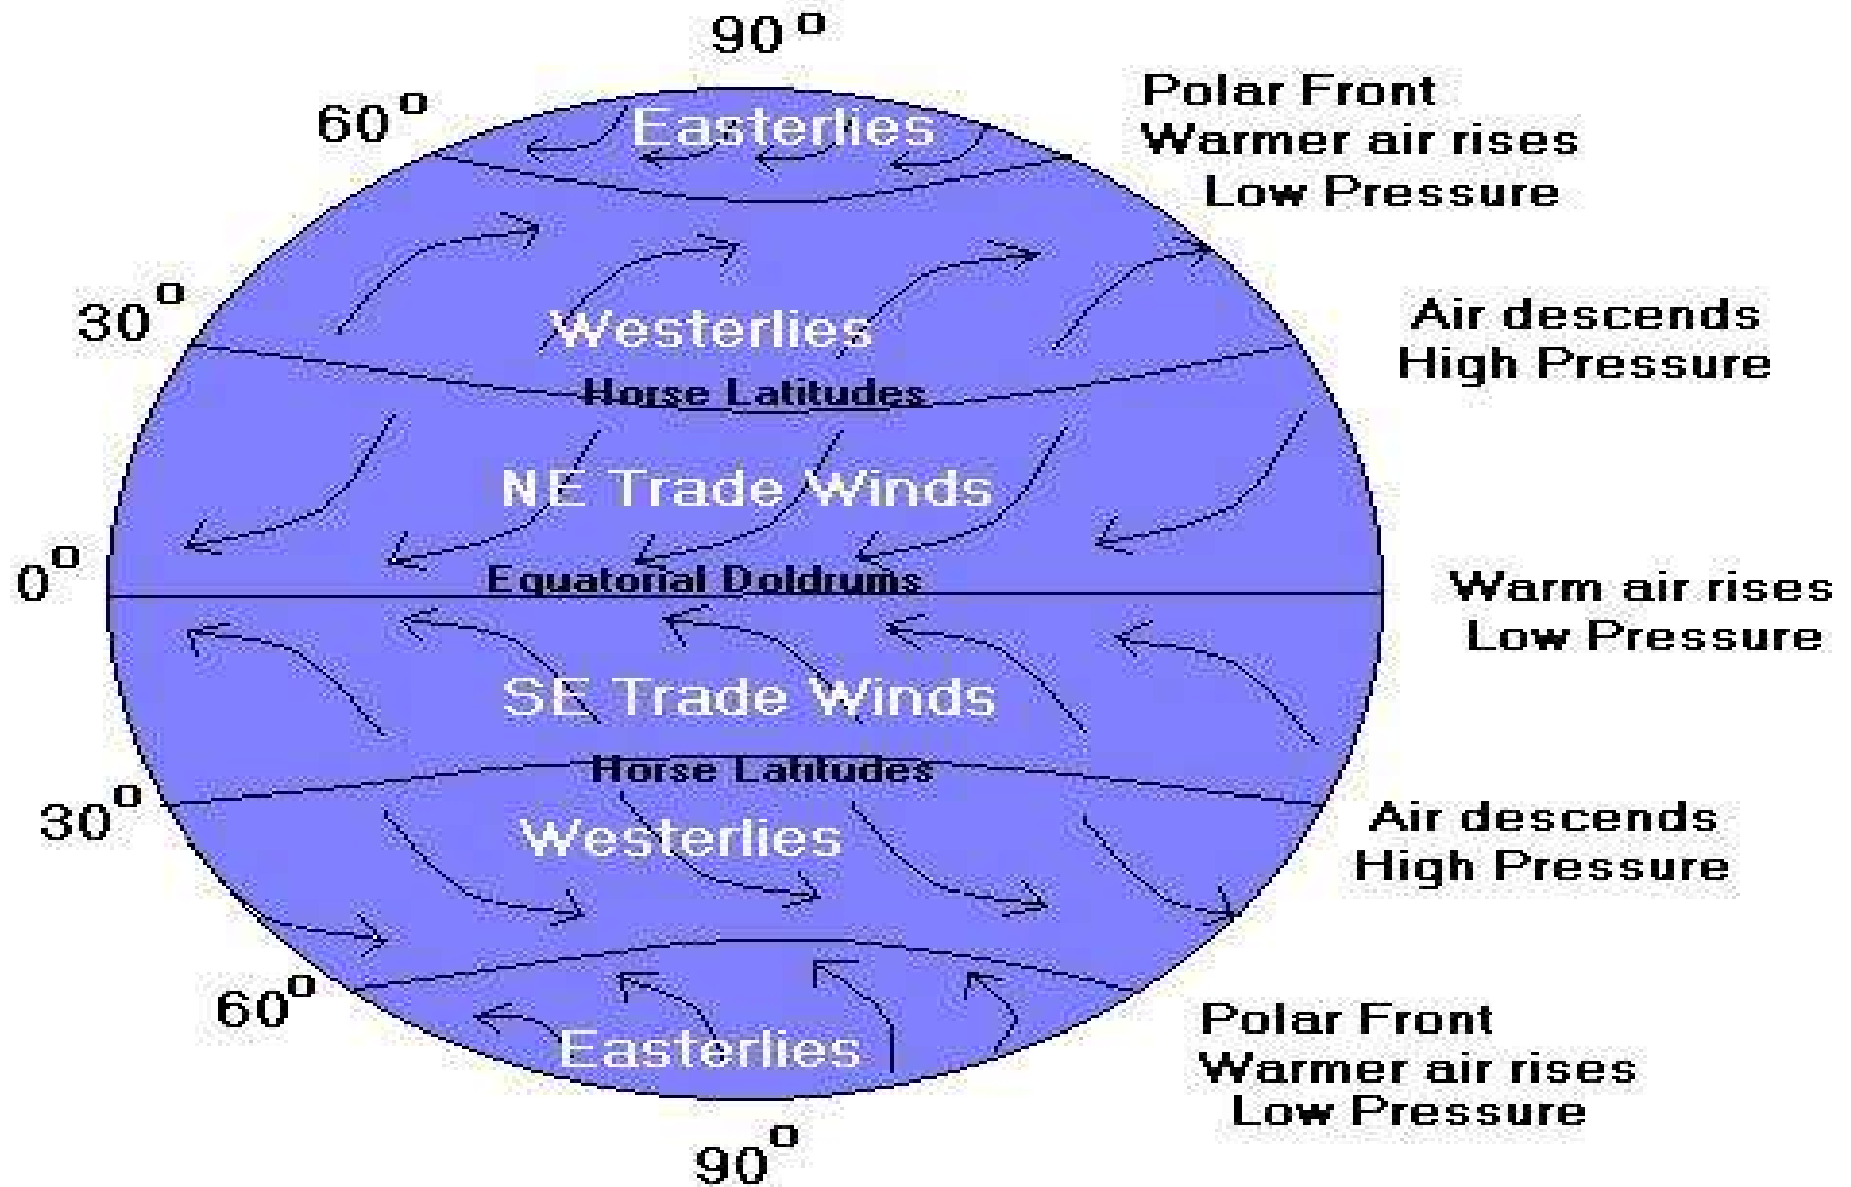 90°
60°
Easterlies
Polar Front
Warmer air rises
Low Pressure
30°
Westerlies
Air descends
High Pressure
Horse Latitudes
NE Trade Winds
0°
Equatorial Doldrums
Warm air rises
Low Pressure
SE Trade Winds
Horse Latitudes
30°
Westerlies
Air descends
High Pressure
60°
Easterlies
Polar Front
Warmer air rises
Low Pressure
90°